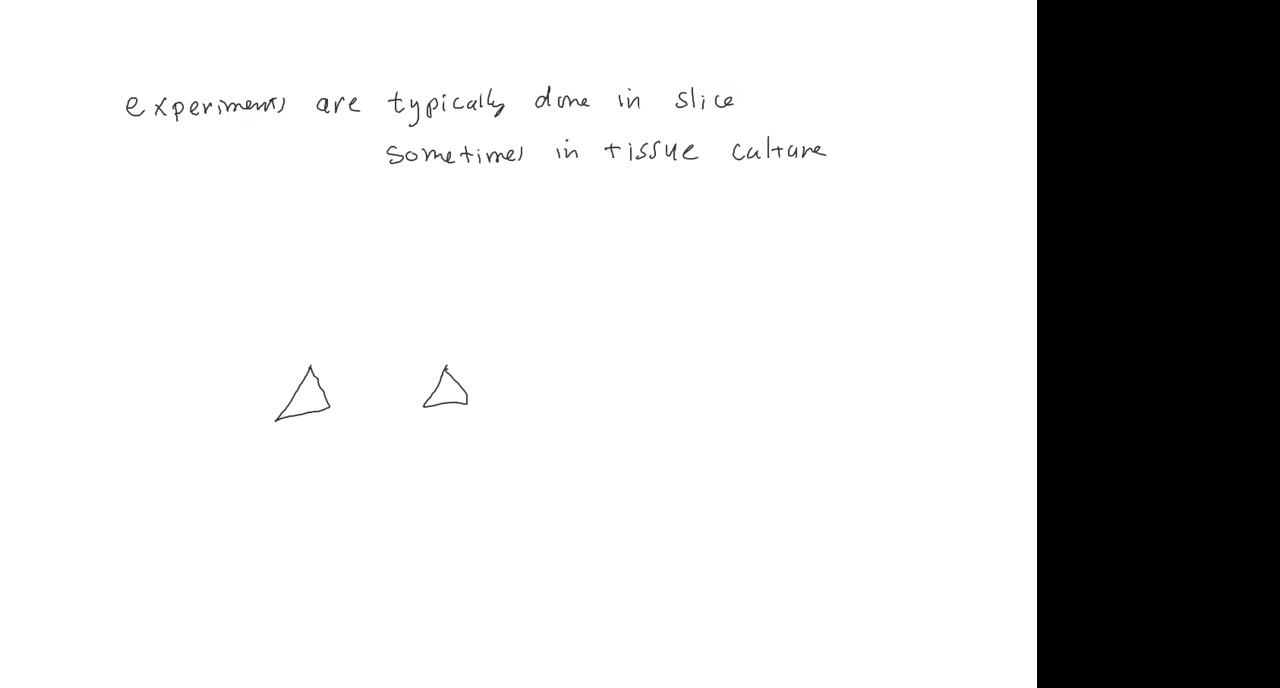 experiments are typically done in slice
sometimes in tissue culture